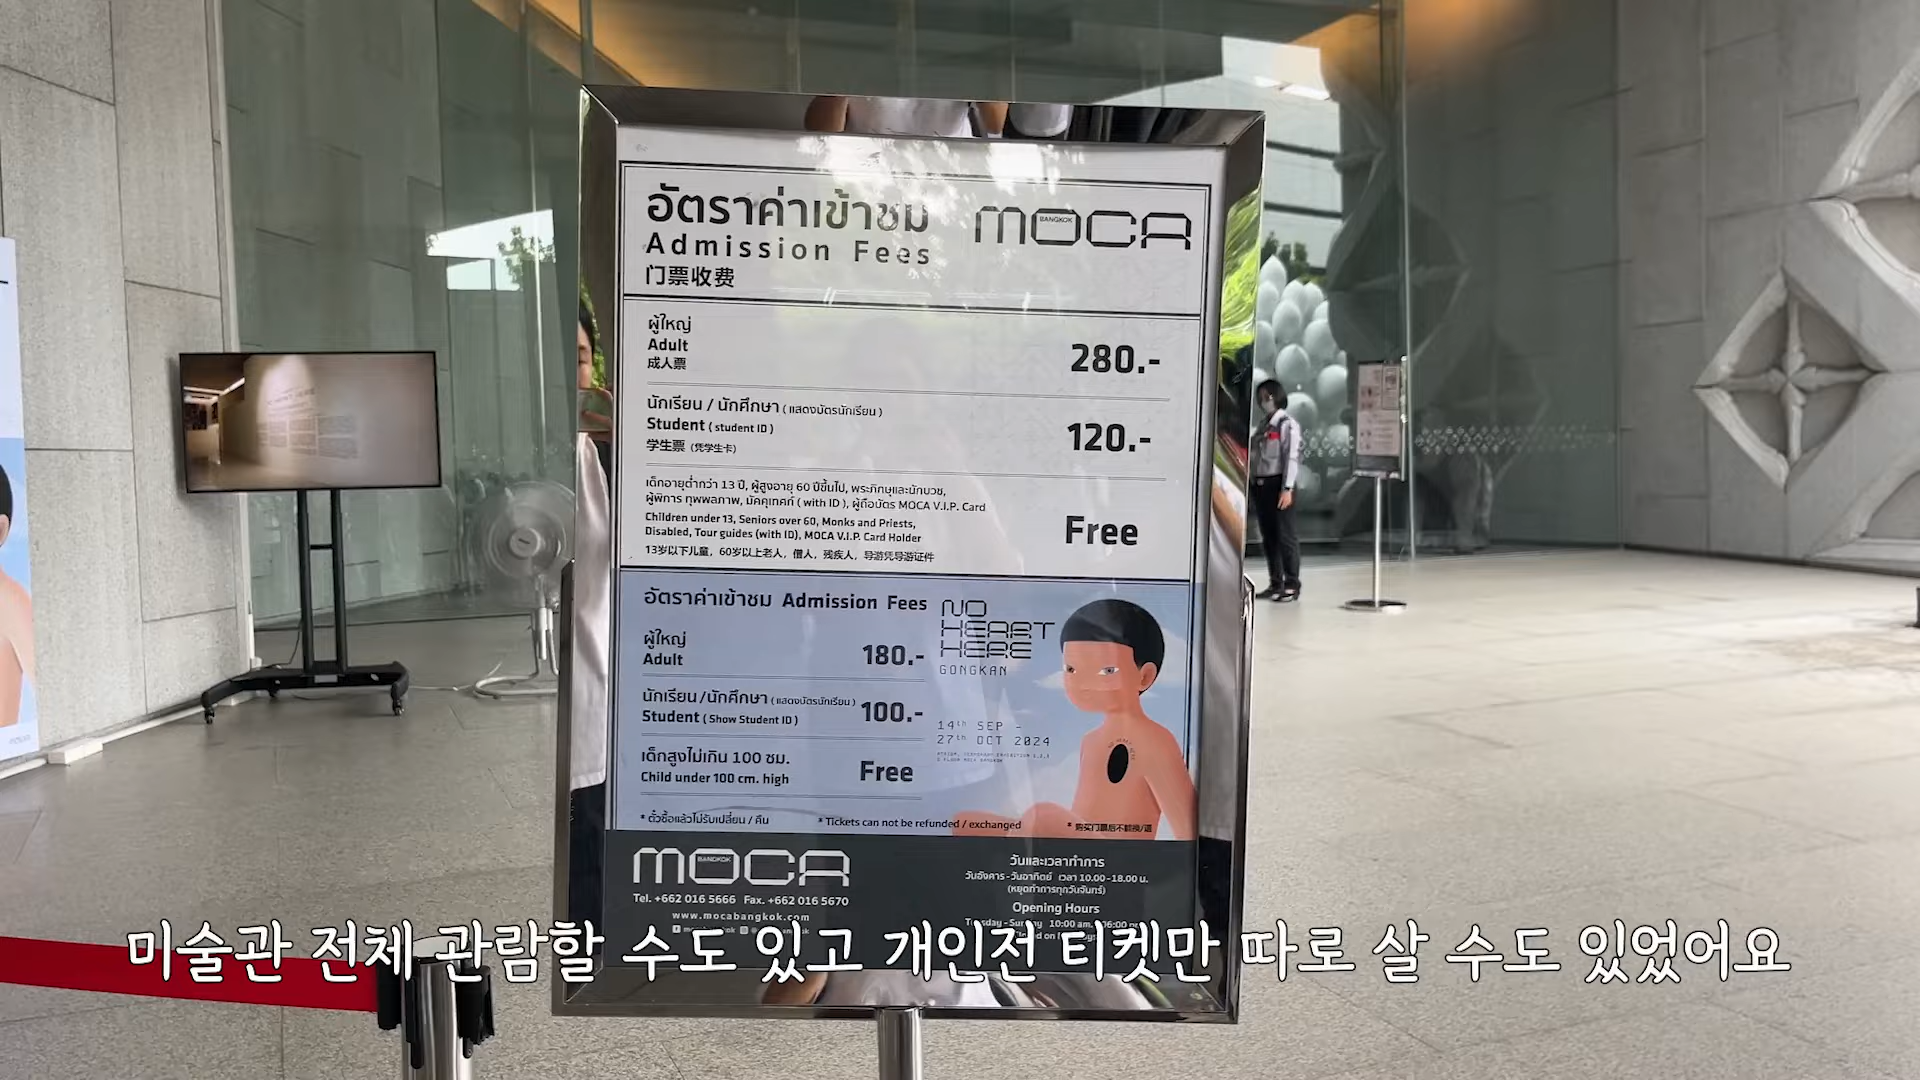 อัตราค่าเข้าชม
Admission Fees
门票收费
MOCA
BANGKOK
ผู้ใหญ่
Adult
成人票
280.-
นักเรียน / นักศึกษา ( แสดงบัตรนักเรียน )
Student ( student ID )
学生票 (凭学生卡)
120.-
เด็กอายุต่ำกว่า 13 ปี, ผู้สูงอายุ 60 ปีขึ้นไป, พระภิกษุและนักบวช,
ผู้พิการ ทุพพลภาพ, มัคคุเทศก์ ( with ID ), ผู้ถือบัตร MOCA V.I.P. Card
Children under 13, Seniors over 60, Monks and Priests,
Disabled, Tour guides (with ID), MOCA V.I.P. Card Holder
13岁以下儿童，60岁以上老人，僧人，残疾人，导游凭导游证件
Free
อัตราค่าเข้าชม Admission Fees
ผู้ใหญ่
Adult
180.-
นักเรียน/นักศึกษา ( แสดงบัตรนักเรียน )
Student ( Show Student ID )
100.-
เด็กสูงไม่เกิน 100 ซม.
Child under 100 cm. high
Free
NO
HEART
HERE
GONGKAN
14th SEP -
27th OCT 2024
* ตั๋วซื้อแล้วไม่รับเปลี่ยน / คืน
* Tickets can not be refunded / exchanged
MOCA
BANGKOK
Tel. +662 016 5666 Fax. +662 016 5670
www.mocabangkok.com
วันและเวลาทำการ
วันอังคาร - วันอาทิตย์ เวลา 10.00 -18.00 น.
(หยุดทำการทุกวันจันทร์)
Opening Hours
Tuesday - Sunday 10:00 am. - 06:00
미술관 전체 관람할 수도 있고 개인전 티켓만 따로 살 수도 있었어요